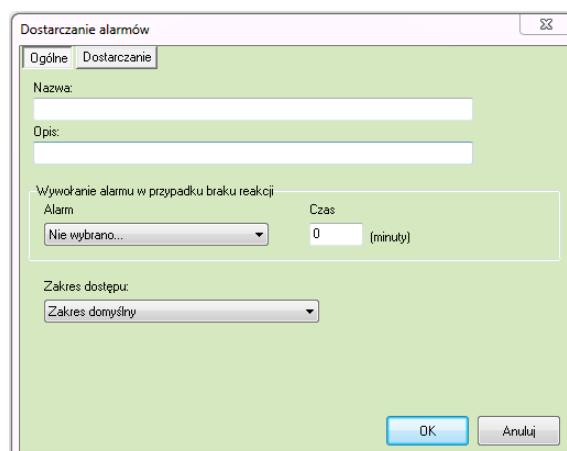 Dostarczanie alarmów
Ogólne Dostarczanie
Nazwa:
Opis:
Wywołanie alarmu w przypadku braku reakcji
Alarm Czas
Nie wybrano... 0 (minuty)
Zakres dostępu:
Zakres domyślny
OK Anuluj